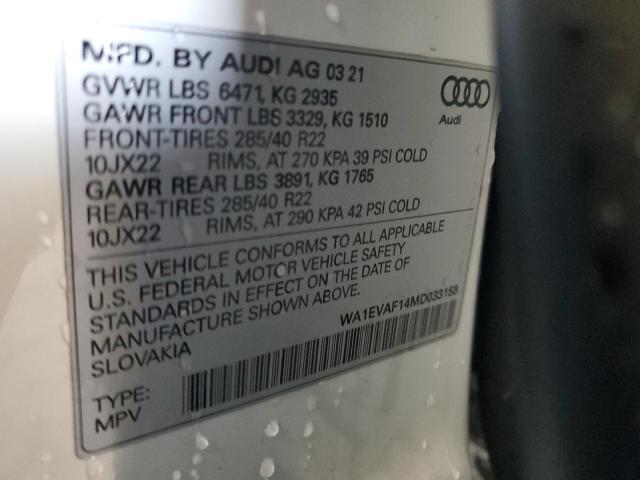 MFD. BY AUDI AG 03 21
GVWR LBS 6471, KG 2935
GAWR FRONT LBS 3329, KG 1510
FRONT-TIRES 285/40 R22
10JX22 RIMS, AT 270 KPA 39 PSI COLD
GAWR REAR LBS 3891, KG 1765
REAR-TIRES 285/40 R22
10JX22 RIMS, AT 290 KPA 42 PSI COLD
Audi
THIS VEHICLE CONFORMS TO ALL APPLICABLE
U.S. FEDERAL MOTOR VEHICLE SAFETY
STANDARDS IN EFFECT ON THE DATE OF
MANUFACTURE SHOWN ABOVE.
SLOVAKIA
WA1EVAF14MD033158
TYPE:
MPV